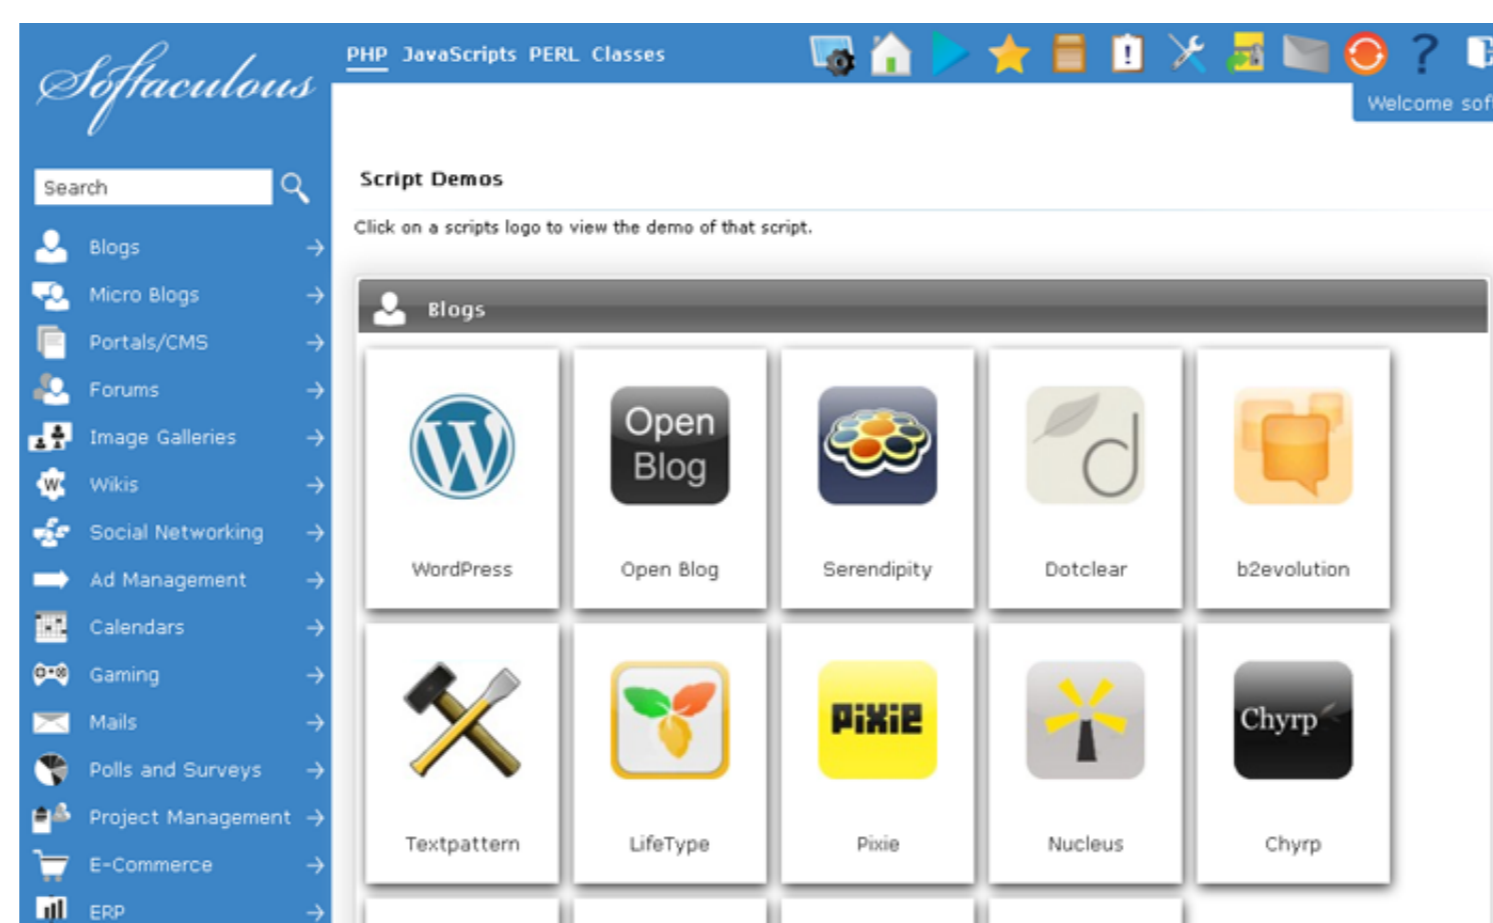 Softaculous
PHP JavaScripts PERL Classes
Welcome sof
Search
Blogs
Micro Blogs
Portals/CMS
Forums
Image Galleries
W
Wikis
Social Networking
Ad Management
Calendars
Gaming
Mails
Polls and Surveys
Project Management
E-Commerce
ERP
Script Demos
Click on a scripts logo to view the demo of that script.
Blogs
W
Open
Blog
d
WordPress
Open Blog
Serendipity
Dotclear
b2evolution
PIXIE
Chyrp
Textpattern
LifeType
Pixie
Nucleus
Chyrp